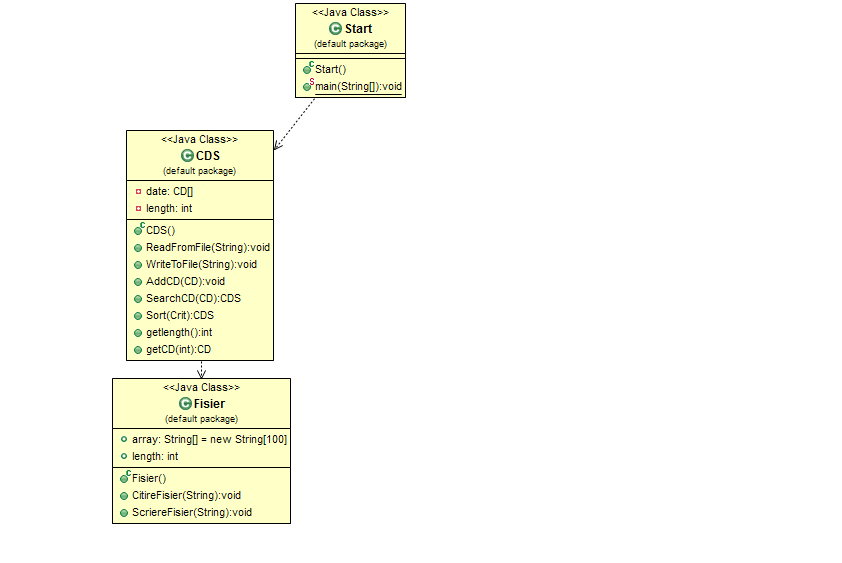 <<Java Class>>
Start
(default package)
Start()
main(String[]):void
<<Java Class>>
CDS
(default package)
date: CD[]
length: int
CDS()
ReadFromFile(String):void
WriteToFile(String):void
AddCD(CD):void
SearchCD(CD):CDS
Sort(Crit):CDS
getlength():int
getCD(int):CD
<<Java Class>>
Fisier
(default package)
array: String[] = new String[100]
length: int
Fisier()
CitireFisier(String):void
ScriereFisier(String):void